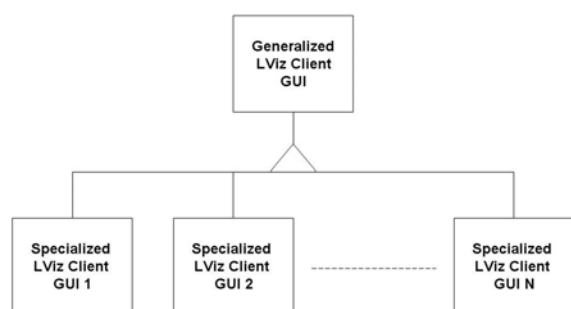 Generalized
LViz Client
GUI
Specialized
LViz Client
GUI 1
Specialized
LViz Client
GUI 2
Specialized
LViz Client
GUI N